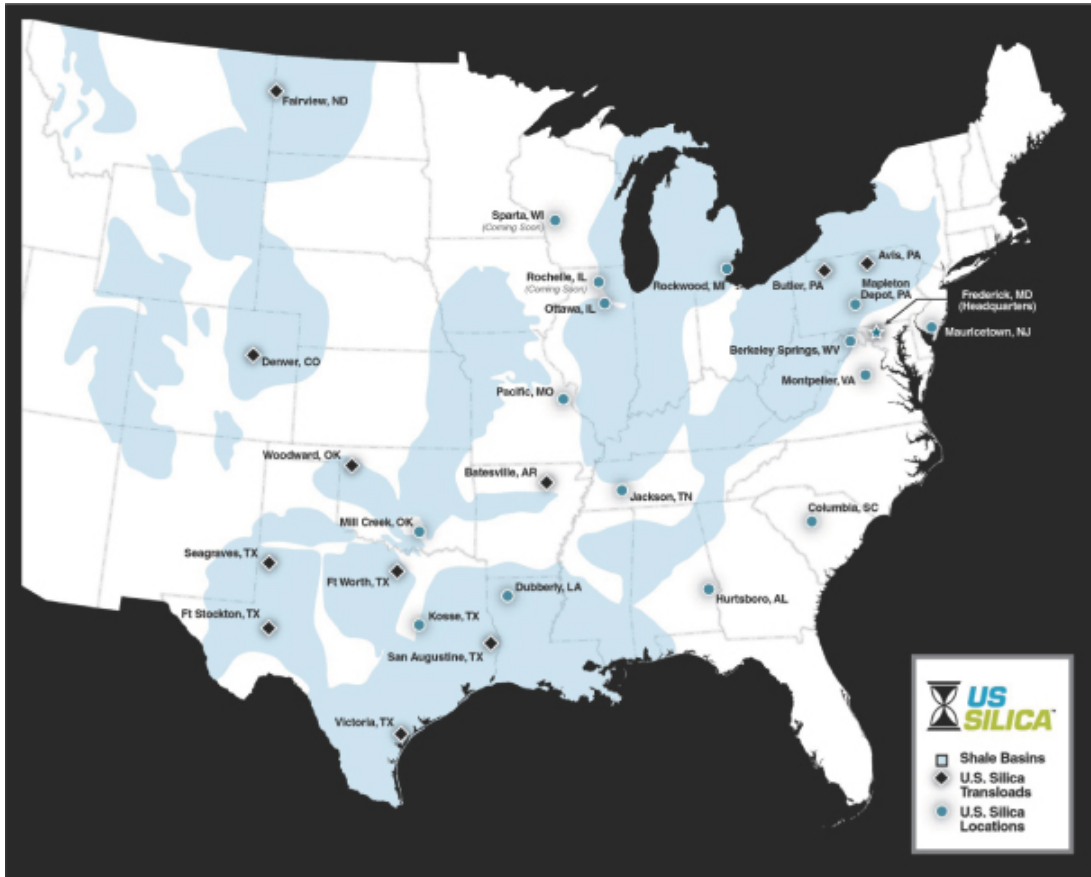 Fairview, ND
Sparta, WI
(Coming Soon)
Rochelle, IL
(Coming Soon)
Ottawa, IL
Rockwood, MI
Butler, PA
Avis, PA
Mapleton
Depot, PA
Frederick, MD
(Headquarters)
Mauricetown, NJ
Berkeley Springs, WV
Montpelier, VA
Denver, CO
Pacific, MO
Woodward, OK
Batesville, AR
Jackson, TN
Columbia, SC
Mill Creek, OK
Seagraves, TX
Ft Worth, TX
Dubberly, LA
Hurtsboro, AL
Ft Stockton, TX
Kosse, TX
San Augustine, TX
Victoria, TX
US
SILICA™
Shale Basins
U.S. Silica
Transloads
U.S. Silica
Locations